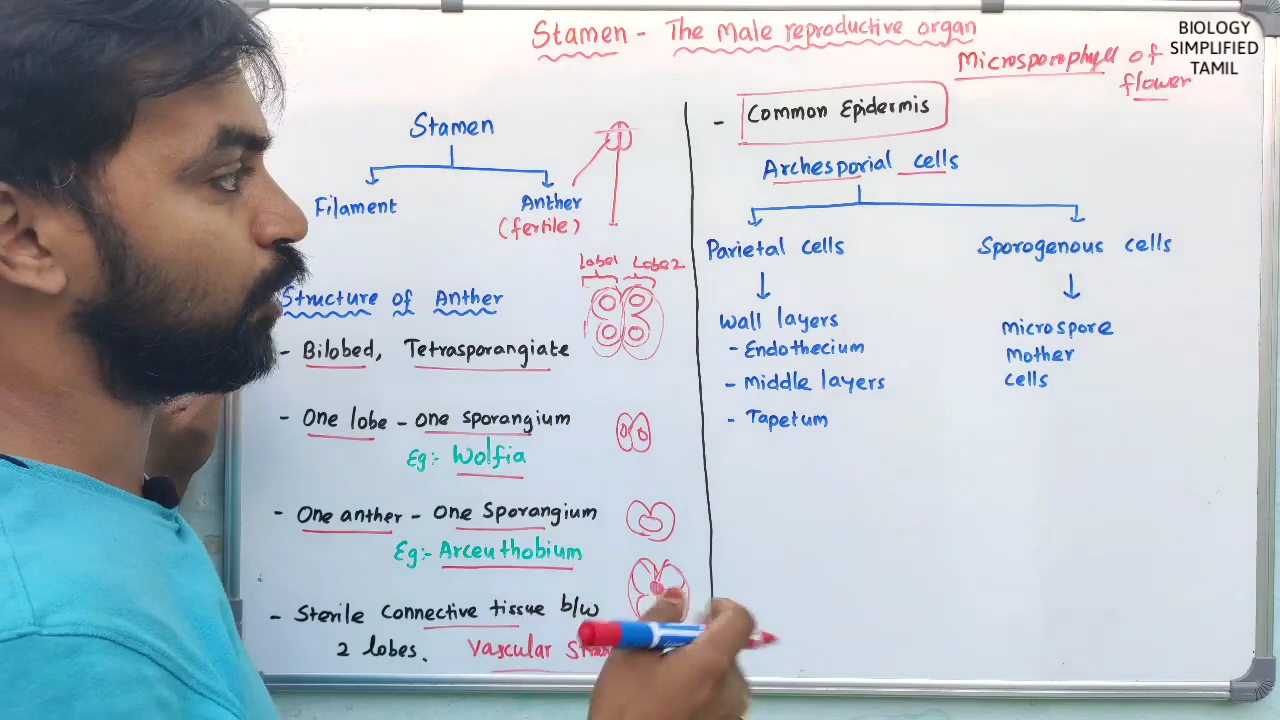 Stamen - The Male reproductive organ
BIOLOGY
SIMPLIFIED
TAMIL
Microsporophyll of
flower
Stamen
Filament
Anther
(fertile)
Lobe1 Lobe2
Structure of Anther
- Bilobed, Tetrasporangiate
- One lobe - one sporangium
Eg:- Wolfia
- One anther - One Sporangium
Eg:- Arceuthobium
- Sterile Connective tissue b/w
2 lobes. Vascular
- Common Epidermis
Archesporial cells
Parietal cells
Sporogenous cells
Wall layers
- Endothecium
- Middle layers
- Tapetum
Microspore
Mother
cells